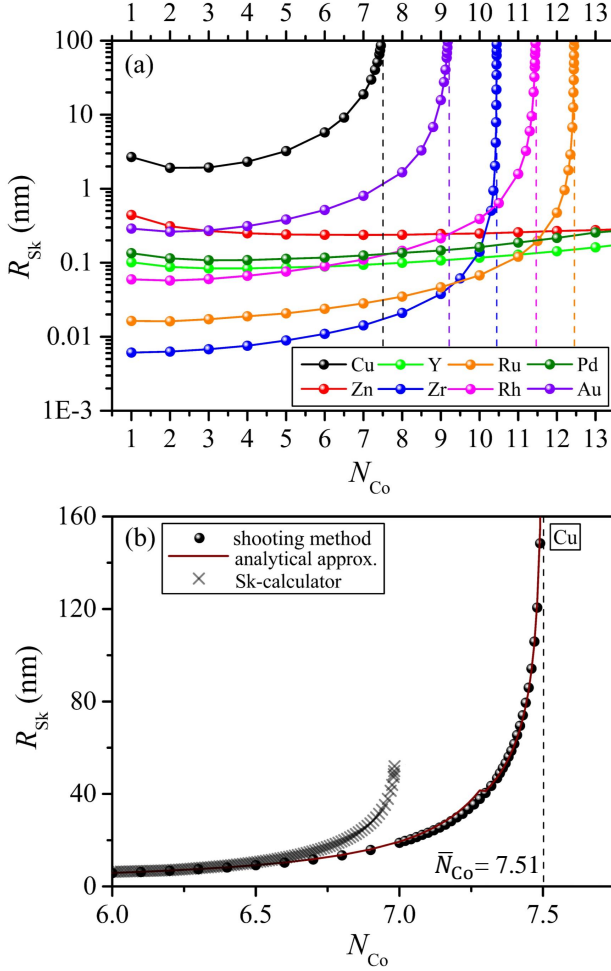 1 2 3 4 5 6 7 8 9 10 11 12 13
100
(a)
10
1
0.1
0.01
1E-3
R_Sk (nm)
Cu Y Ru Pd
Zn Zr Rh Au
1 2 3 4 5 6 7 8 9 10 11 12 13
N_Co
160
(b)
shooting method
analytical approx.
Sk-calculator
Cu
120
80
40
0
R_Sk (nm)
N̄_Co = 7.51
6.0 6.5 7.0 7.5
N_Co